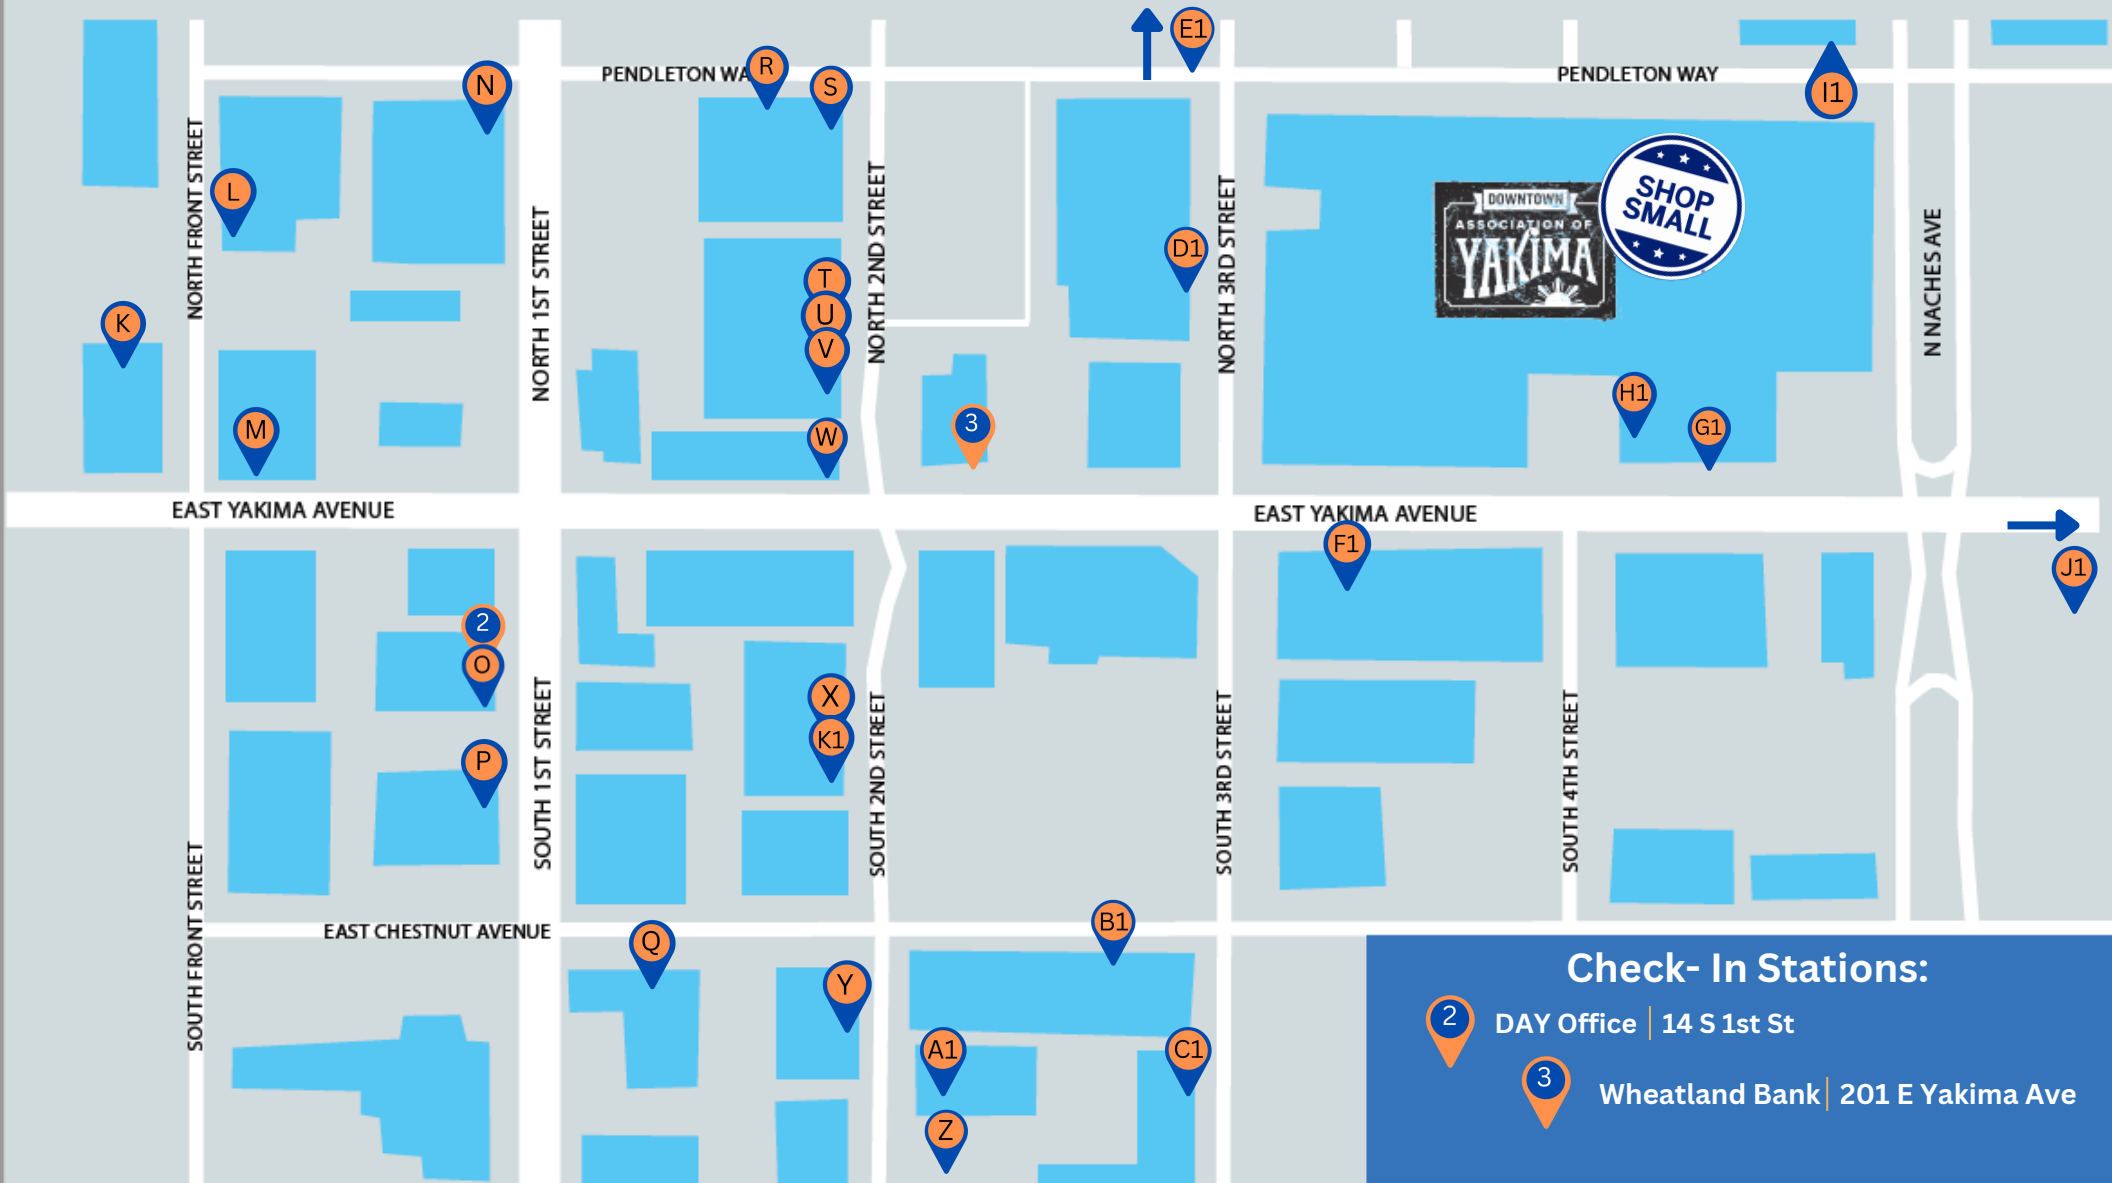 E1
R
PENDLETON WA
PENDLETON WAY
N
S
I1
NORTH FRONT STREET
L
NORTH 1ST STREET
NORTH 2ND STREET
NORTH 3RD STREET
DOWNTOWN
ASSOCIATION OF
YAKIMA
SHOP
SMALL
N NACHES AVE
D1
T
U
V
K
M
W
3
H1
G1
EAST YAKIMA AVENUE
EAST YAKIMA AVENUE
F1
J1
2
O
P
X
K1
SOUTH FRONT STREET
SOUTH 1ST STREET
SOUTH 2ND STREET
SOUTH 3RD STREET
SOUTH 4TH STREET
EAST CHESTNUT AVENUE
Q
B1
Y
A1
C1
Z
Check- In Stations:
2
DAY Office | 14 S 1st St
3
Wheatland Bank | 201 E Yakima Ave